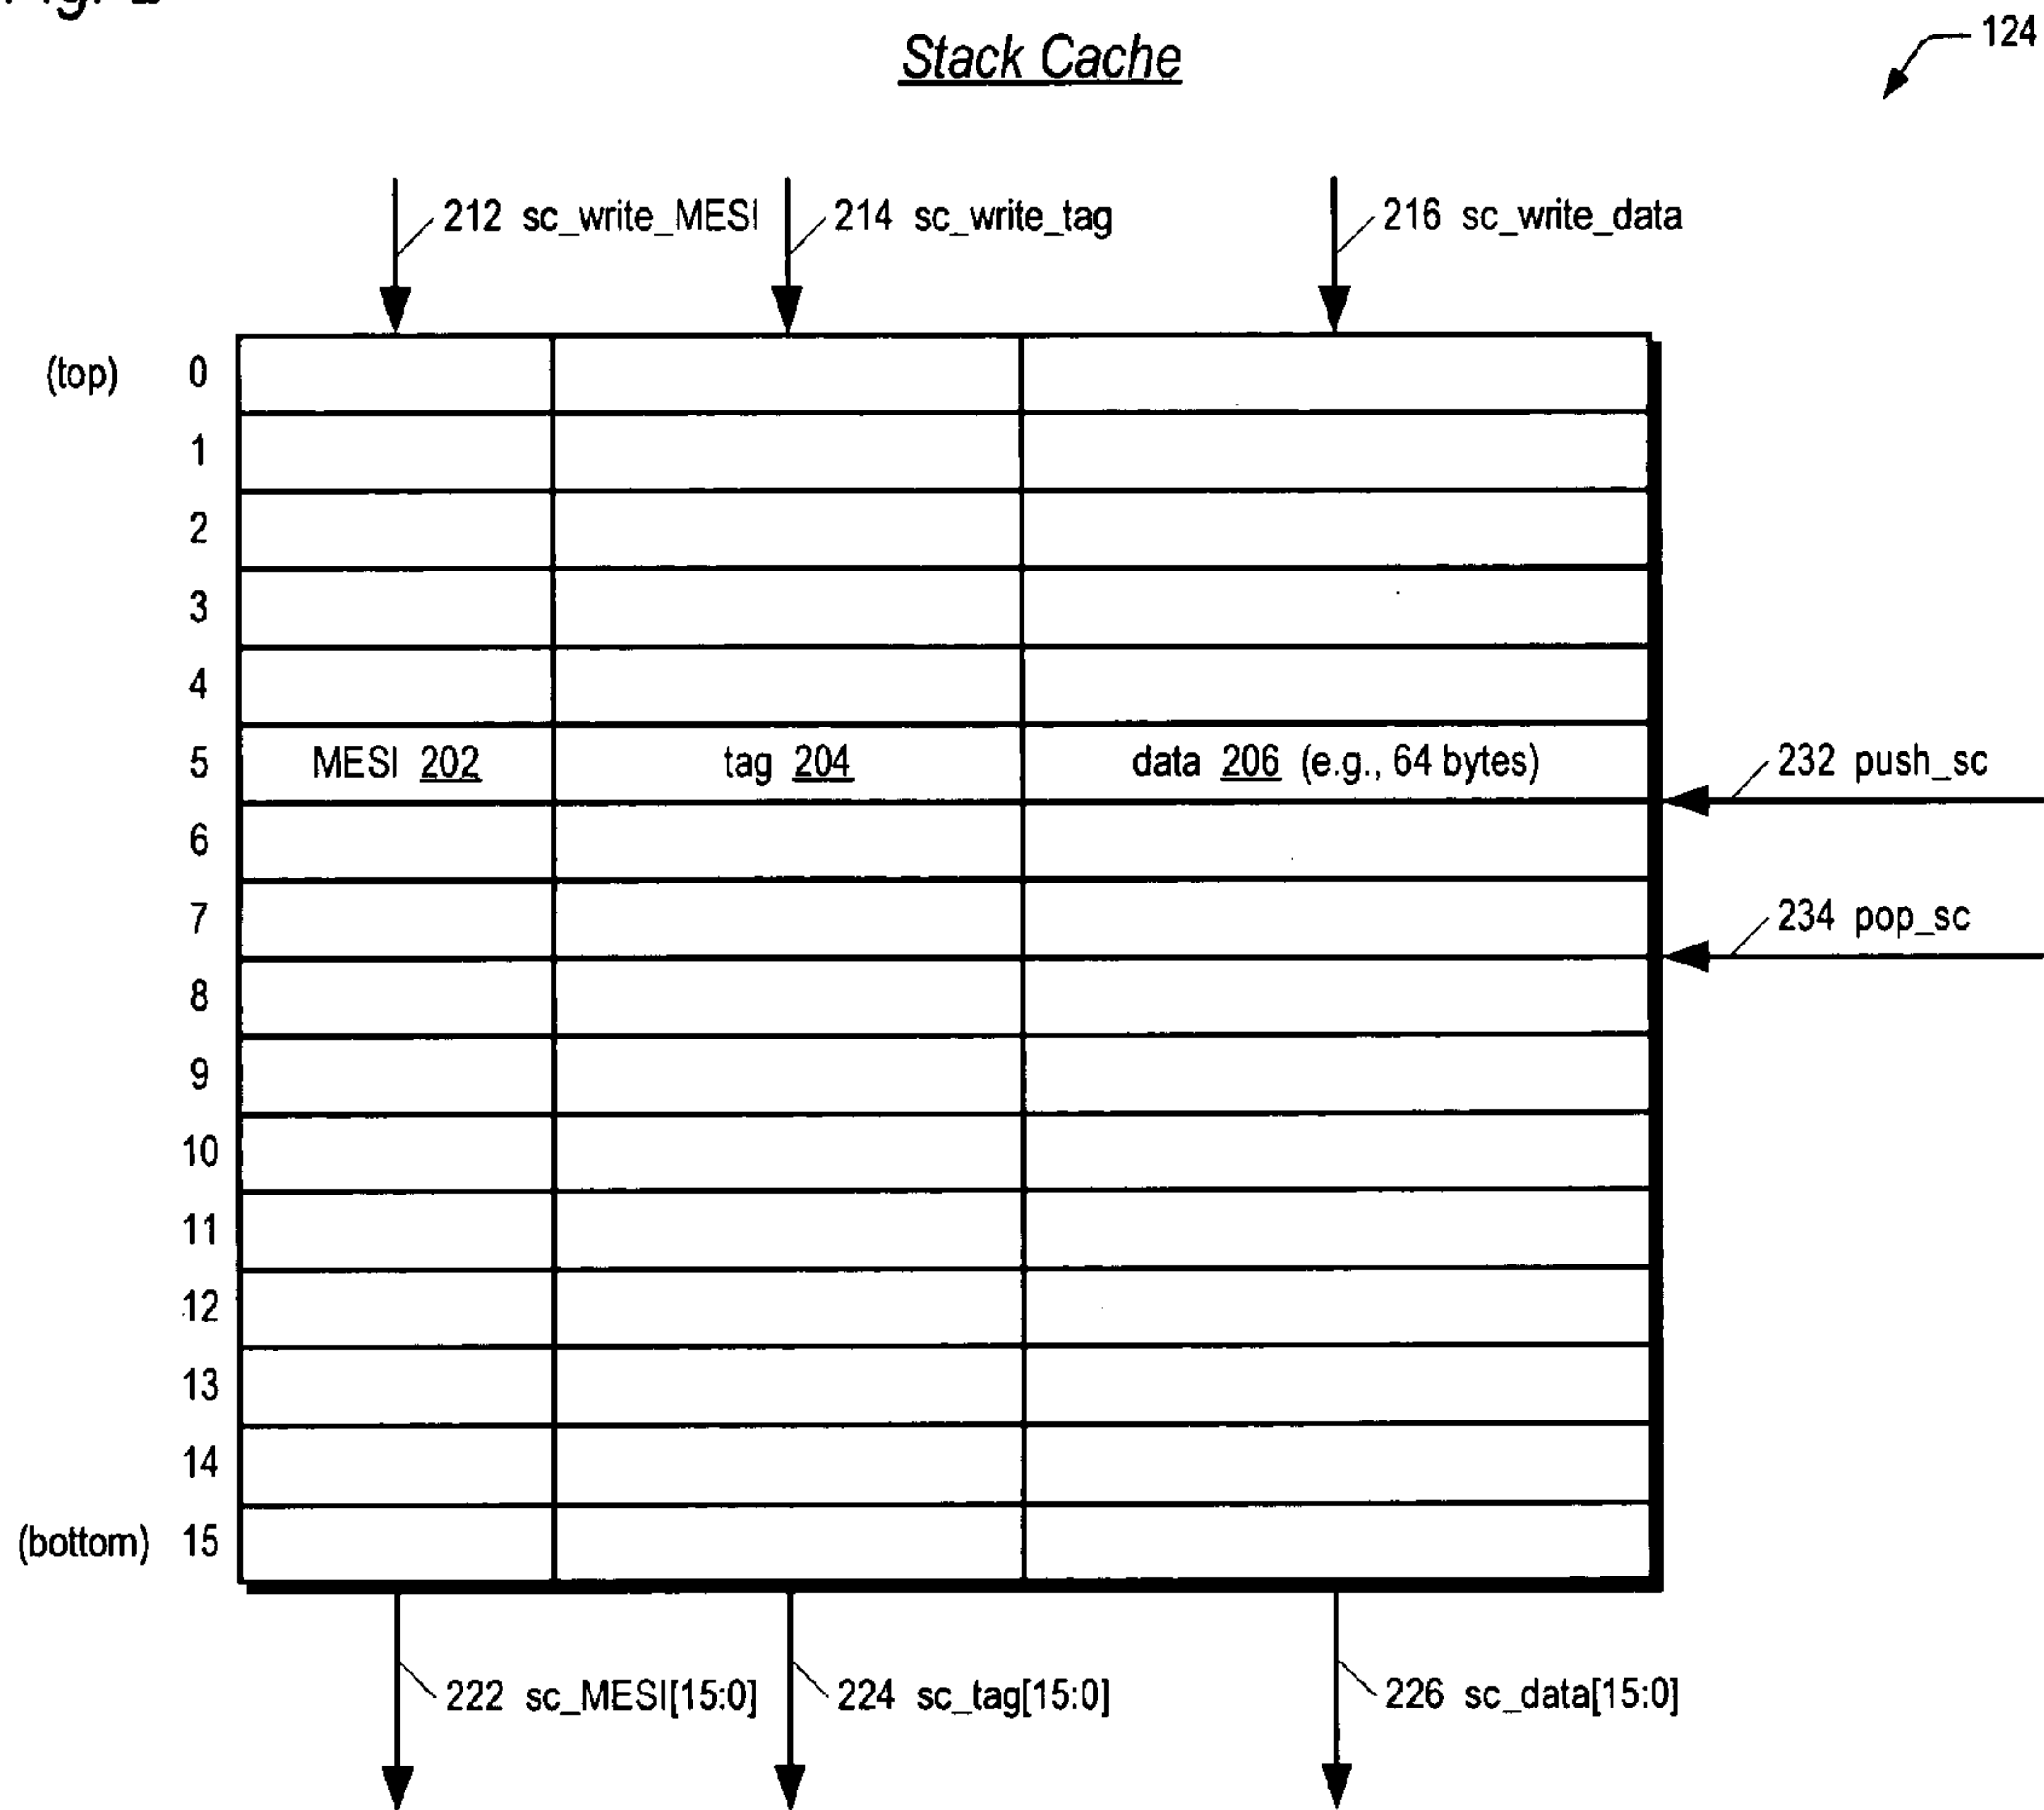 Stack Cache
124
212 sc_write_MESI
214 sc_write_tag
216 sc_write_data
(top) 0
1
2
3
4
5 MESI 202 tag 204 data 206 (e.g., 64 bytes)
232 push_sc
6
7
234 pop_sc
8
9
10
11
12
13
14
(bottom) 15
222 sc_MESI[15:0]
224 sc_tag[15:0]
226 sc_data[15:0]